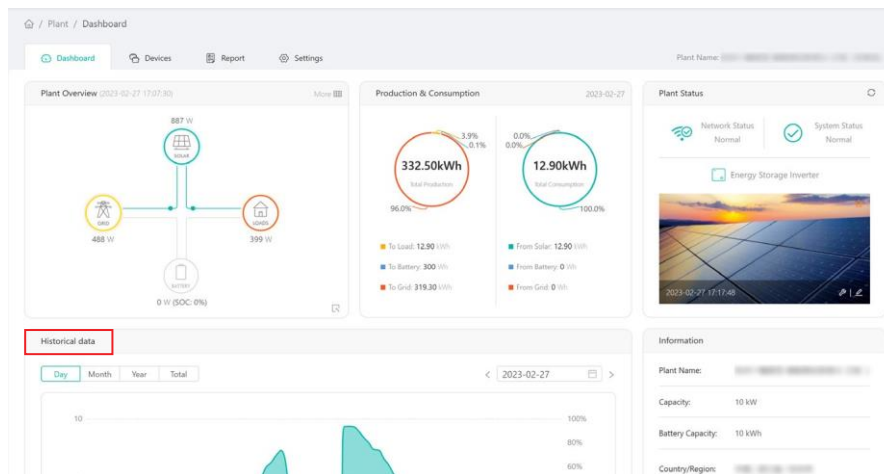 / Plant / Dashboard
Dashboard Devices Report Settings
Plant Name:
Plant Overview (2023-02-27 17:07:30) More
887 W
SOLAR
GRID
488 W
LOADS
399 W
BATTERY
0 W (SOC: 0%)
Production & Consumption 2023-02-27
3.9%
0.1%
332.50kWh
Total Production
96.0%
To Load: 12.90 kWh
To Battery: 300 Wh
To Grid: 319.30 kWh
0.0%
0.0%
12.90kWh
Total Consumption
100.0%
From Solar: 12.90 kWh
From Battery: 0 Wh
From Grid: 0 Wh
Plant Status
Network Status
Normal
System Status
Normal
Energy Storage Inverter
2023-02-27 17:17:48
Historical data
Day Month Year Total
< 2023-02-27 >
10
100%
80%
60%
Information
Plant Name:
Capacity: 10 kW
Battery Capacity: 10 kWh
Country/Region: